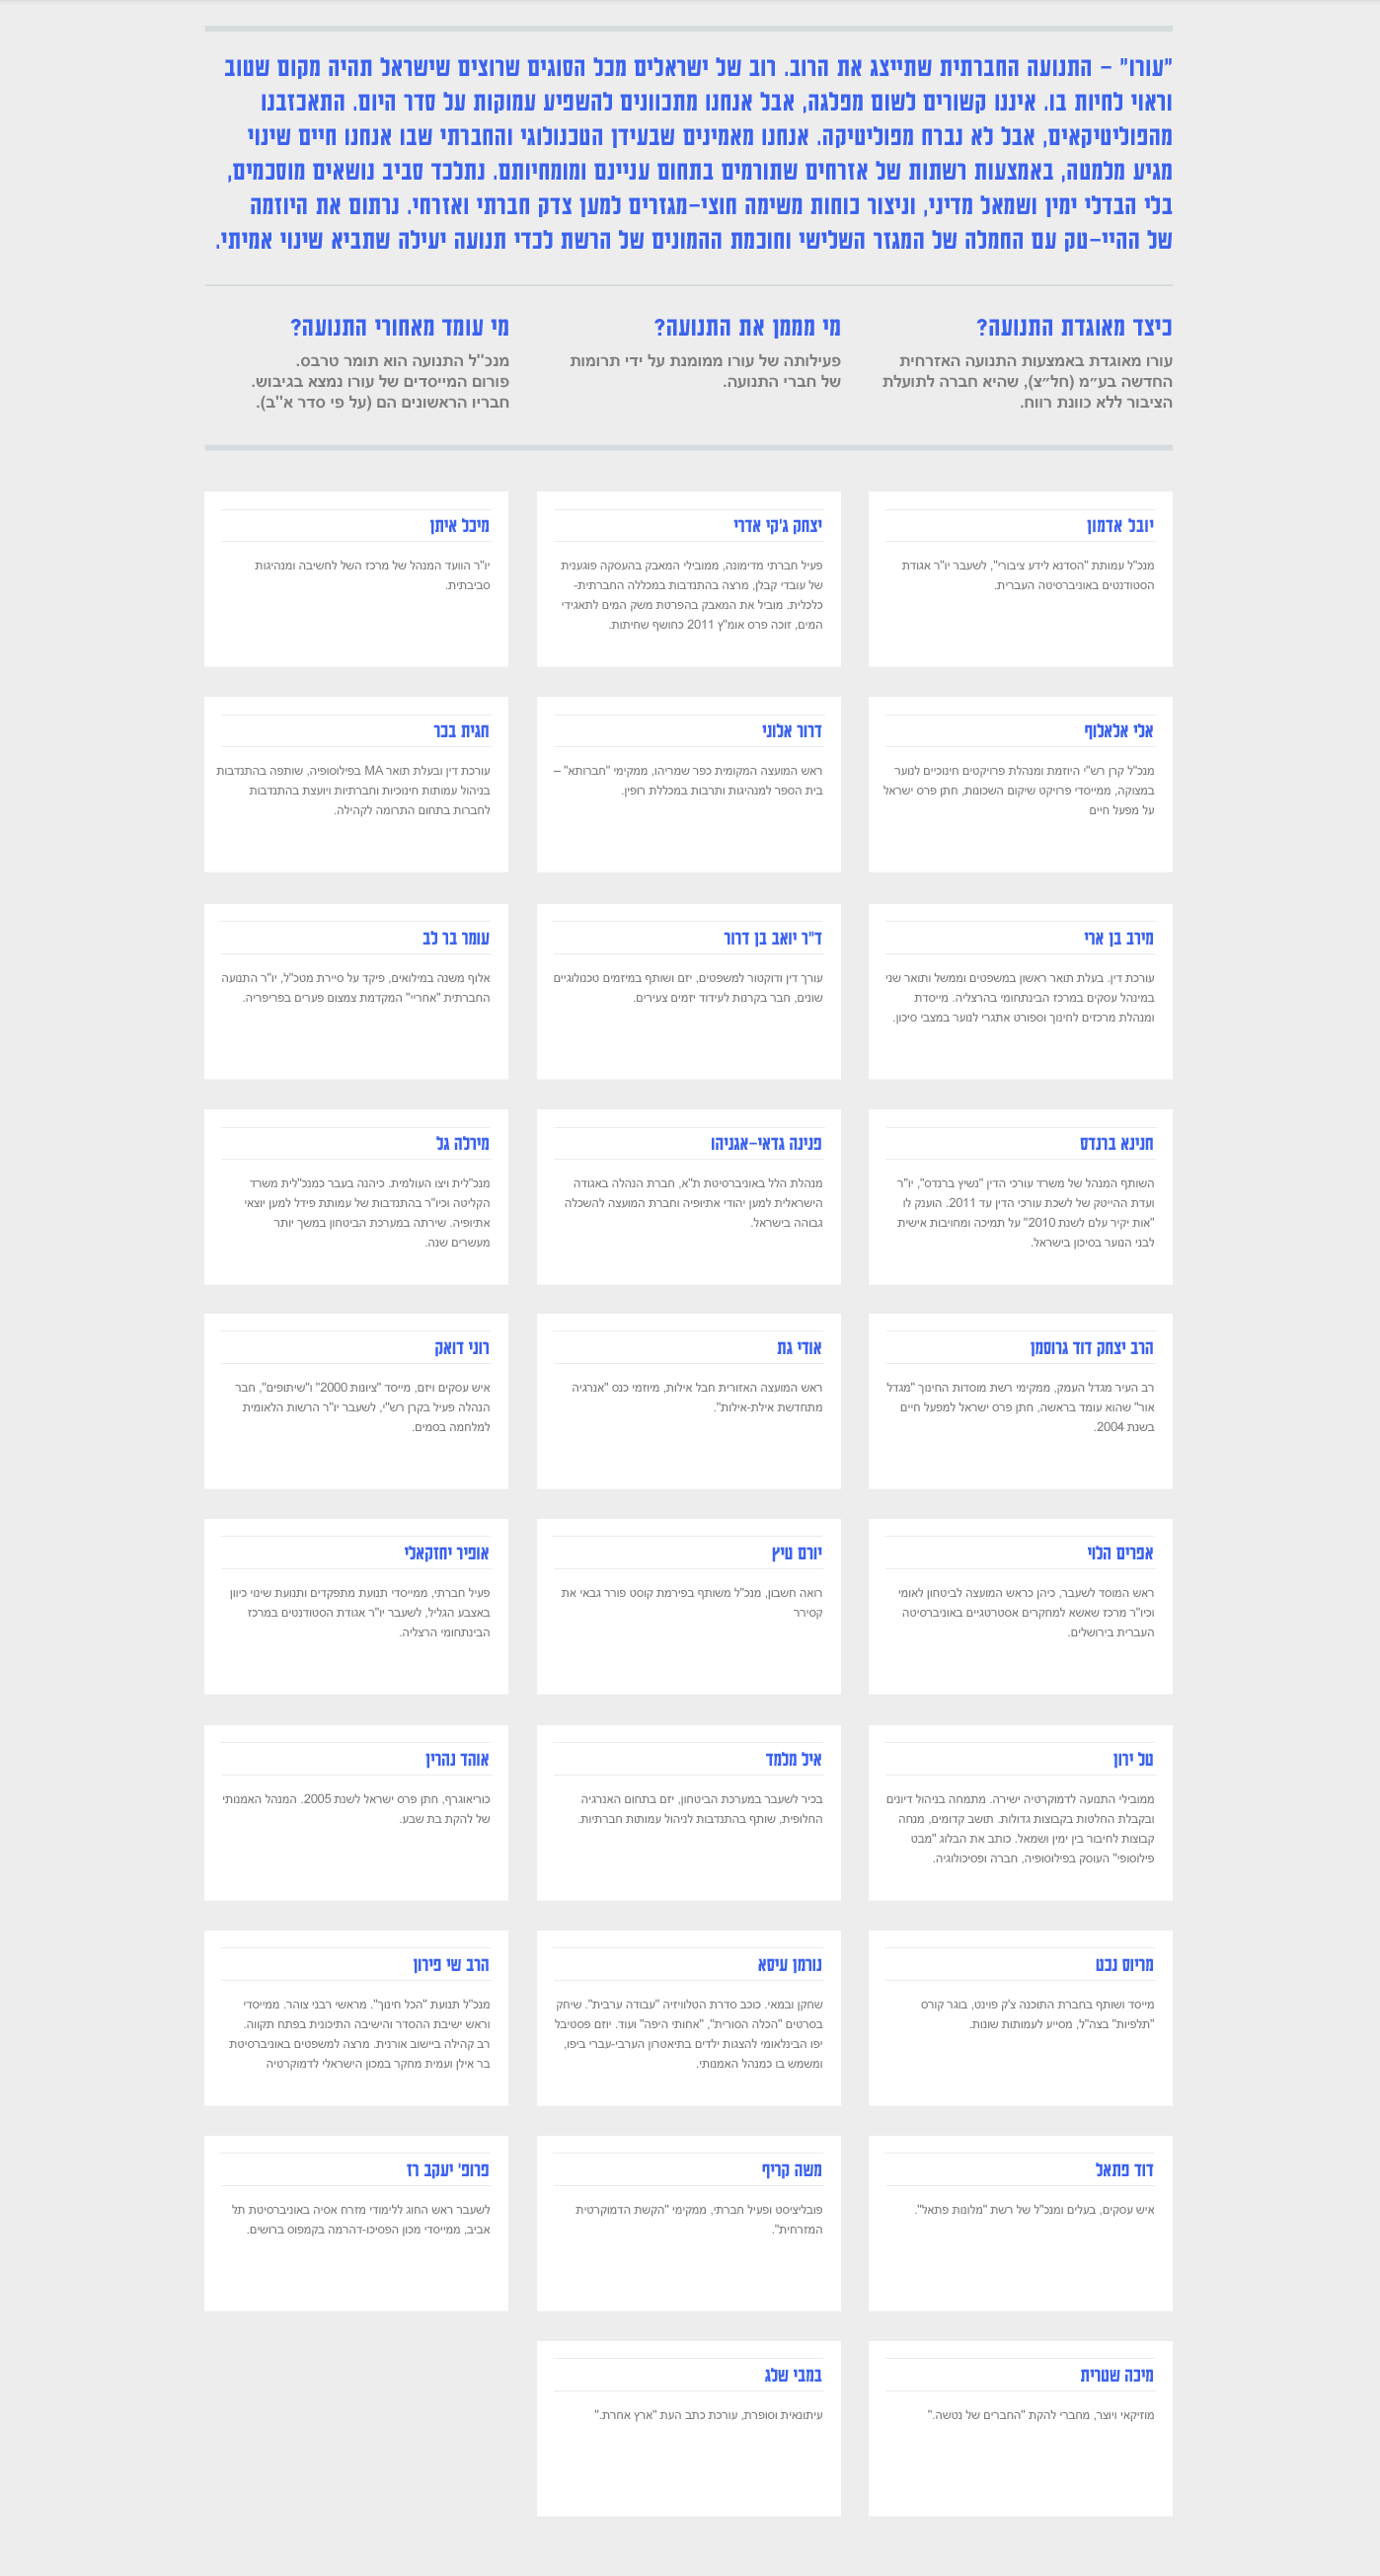 "עורו" – התנועה החברתית שתייצג את הרוב. רוב של ישראלים מכל הסוגים שרוצים שישראל תהיה מקום שטוב
וראוי לחיות בו. איננו קשורים לשום מפלגה, אבל אנחנו מתכוונים להשפיע עמוקות על סדר היום. התאכזבנו
מהפוליטיקאים, אבל לא נברח מפוליטיקה. אנחנו מאמינים שבעידן הטכנולוגי והחברתי שבו אנחנו חיים שינוי
מגיע מלמטה, באמצעות רשתות של אזרחים שתורמים בתחום עניינם ומומחיותם. נתלכד סביב נושאים מוסכמים,
בלי הבדלי ימין ושמאל מדיני, וניצור כוחות משימה חוצי-מגזרים למען צדק חברתי ואזרחי. נרתום את היוזמה
של ההיי-טק עם החמלה של המגזר השלישי וחוכמת ההמונים של הרשת לכדי תנועה יעילה שתביא שינוי אמיתי.
כיצד מאוגדת התנועה?
עורו מאוגדת באמצעות התנועה האזרחית
החדשה בע״מ (חל״צ), שהיא חברה לתועלת
הציבור ללא כוונת רווח.
מי מממן את התנועה?
פעילותה של עורו ממומנת על ידי תרומות
של חברי התנועה.
מי עומד מאחורי התנועה?
מנכ"ל התנועה הוא תומר טרבס.
פורום המייסדים של עורו נמצא בגיבוש.
חבריו הראשונים הם (על פי סדר א"ב).
יובל אדמון
מנכ"ל עמותת "הסדנא לידע ציבורי", לשעבר יו"ר אגודת
הסטודנטים באוניברסיטה העברית.
יצחק ג'קי אדרי
פעיל חברתי מדימונה, ממובילי המאבק בהעסקה פוגענית
של עובדי קבלן, מרצה בהתנדבות במכללה החברתית-
כלכלית. מוביל את המאבק בהפרטת משק המים לתאגידי
המים, זוכה פרס אומ"ץ 2011 כחושף שחיתות.
מיכל איתן
יו"ר הוועד המנהל של מרכז השל לחשיבה ומנהיגות
סביבתית.
אלי אלאלוף
מנכ"ל קרן רש"י היוזמת ומנהלת פרויקטים חינוכיים לנוער
במצוקה, ממייסדי פרויקט שיקום השכונות, חתן פרס ישראל
על מפעל חיים
דרור אלוני
ראש המועצה המקומית כפר שמריהו, ממקימי "חברותא" –
בית הספר למנהיגות ותרבות במכללת רופין.
חגית בכר
עורכת דין ובעלת תואר MA בפילוסופיה, שותפה בהתנדבות
בניהול עמותות חינוכיות וחברתיות ויועצת בהתנדבות
לחברות בתחום התרומה לקהילה.
מירב בן ארי
עורכת דין. בעלת תואר ראשון במשפטים וממשל ותואר שני
במינהל עסקים במרכז הבינתחומי בהרצליה. מייסדת
ומנהלת מרכזים לחינוך וספורט אתגרי לנוער במצבי סיכון.
ד"ר יואב בן דרור
עורך דין ודוקטור למשפטים, יזם ושותף במיזמים טכנולוגיים
שונים, חבר בקרנות לעידוד יזמים צעירים.
עומר בר לב
אלוף משנה במילואים, פיקד על סיירת מטכ"ל, יו"ר התנועה
החברתית "אחריי" המקדמת צמצום פערים בפריפריה.
חנינא ברנדס
השותף המנהל של משרד עורכי הדין "נשיץ ברנדס", יו"ר
ועדת ההייטק של לשכת עורכי הדין עד 2011. הוענק לו
"אות יקיר עלם לשנת 2010" על תמיכה ומחויבות אישית
לבני הנוער בסיכון בישראל.
פנינה גדאי-אגניהו
מנהלת הלל באוניברסיטת ת"א, חברת הנהלה באגודה
הישראלית למען יהודי אתיופיה וחברת המועצה להשכלה
גבוהה בישראל.
מירלה גל
מנכ"לית ויצו העולמית. כיהנה בעבר כמנכ"לית משרד
הקליטה וכיו"ר בהתנדבות של עמותת פידל למען יוצאי
אתיופיה. שירתה במערכת הביטחון במשך יותר
מעשרים שנה.
הרב יצחק דוד גרוסמן
רב העיר מגדל העמק, ממקימי רשת מוסדות החינוך "מגדל
אור" שהוא עומד בראשה, חתן פרס ישראל למפעל חיים
בשנת 2004.
אודי גת
ראש המועצה האזורית חבל אילות, מיוזמי כנס "אנרגיה
מתחדשת אילת-אילות".
רוני דואק
איש עסקים ויזם, מייסד "ציונות 2000" ו"שיתופים", חבר
הנהלה פעיל בקרן רש"י, לשעבר יו"ר הרשות הלאומית
למלחמה בסמים.
אפרים הלוי
ראש המוסד לשעבר, כיהן כראש המועצה לביטחון לאומי
וכיו"ר מרכז שאשא למחקרים אסטרטגיים באוניברסיטה
העברית בירושלים.
יורם טיץ
רואה חשבון, מנכ"ל משותף בפירמת קוסט פורר גבאי את
קסירר
אופיר יחזקאלי
פעיל חברתי, ממייסדי תנועת מתפקדים ותנועת שינוי כיוון
באצבע הגליל, לשעבר יו"ר אגודת הסטודנטים במרכז
הבינתחומי הרצליה.
טל ירון
ממובילי התנועה לדמוקרטיה ישירה. מתמחה בניהול דיונים
ובקבלת החלטות בקבוצות גדולות. תושב קדומים, מנחה
קבוצות לחיבור בין ימין ושמאל. כותב את הבלוג "מבט
פילוסופי" העוסק בפילוסופיה, חברה ופסיכולוגיה.
איל מלמד
בכיר לשעבר במערכת הביטחון, יזם בתחום האנרגיה
החלופית, שותף בהתנדבות לניהול עמותות חברתיות.
אוהד נהרין
כוריאוגרף, חתן פרס ישראל לשנת 2005. המנהל האמנותי
של להקת בת שבע.
מריוס נכט
מייסד ושותף בחברת התוכנה צ'ק פוינט, בוגר קורס
"תלפיות" בצה"ל, מסייע לעמותות שונות.
נורמן עיסא
שחקן ובמאי. כוכב סדרת הטלוויזיה "עבודה ערבית". שיחק
בסרטים "הכלה הסורית", "אחותי היפה" ועוד. יוזם פסטיבל
יפו הבינלאומי להצגות ילדים בתיאטרון הערבי-עברי ביפו,
ומשמש בו כמנהל האמנותי.
הרב שי פירון
מנכ"ל תנועת "הכל חינוך". מראשי רבני צוהר. ממייסדי
וראש ישיבת ההסדר והישיבה התיכונית בפתח תקווה.
רב קהילה ביישוב אורנית. מרצה למשפטים באוניברסיטת
בר אילן ועמית מחקר במכון הישראלי לדמוקרטיה
דוד פתאל
איש עסקים, בעלים ומנכ"ל של רשת "מלונות פתאל".
משה קריף
פובליציסט ופעיל חברתי, ממקימי "הקשת הדמוקרטית
המזרחית".
פרופ' יעקב רז
לשעבר ראש החוג ללימודי מזרח אסיה באוניברסיטת תל
אביב, ממייסדי מכון הפסיכו-דהרמה בקמפוס ברושים.
מיכה שטרית
מוזיקאי ויוצר, מחברי להקת "החברים של נטשה."
במבי שלג
עיתונאית וסופרת, עורכת כתב העת "ארץ אחרת."